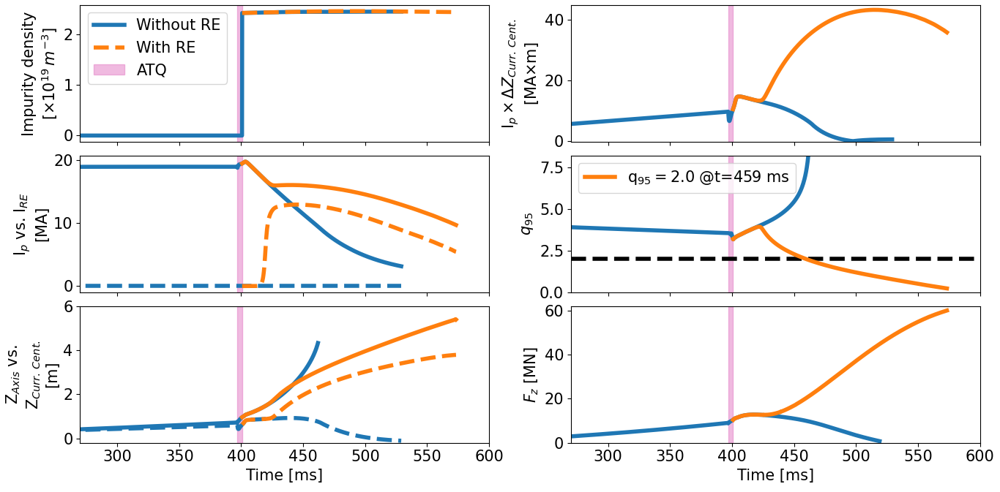 Impurity density
[×10¹⁹ m⁻³]
2
1
0
Without RE
With RE
ATQ
I_p × ΔZ_Curr. Cent.
[MA×m]
40
20
0
I_p vs. I_RE
[MA]
20
10
0
q₉₅
7.5
5.0
2.5
0.0
q₉₅ = 2.0 @t=459 ms
Z_Axis vs.
Z_Curr. Cent.
[m]
6
4
2
0
300 350 400 450 500 550 600
Time [ms]
F_z [MN]
60
40
20
0
300 350 400 450 500 550 600
Time [ms]